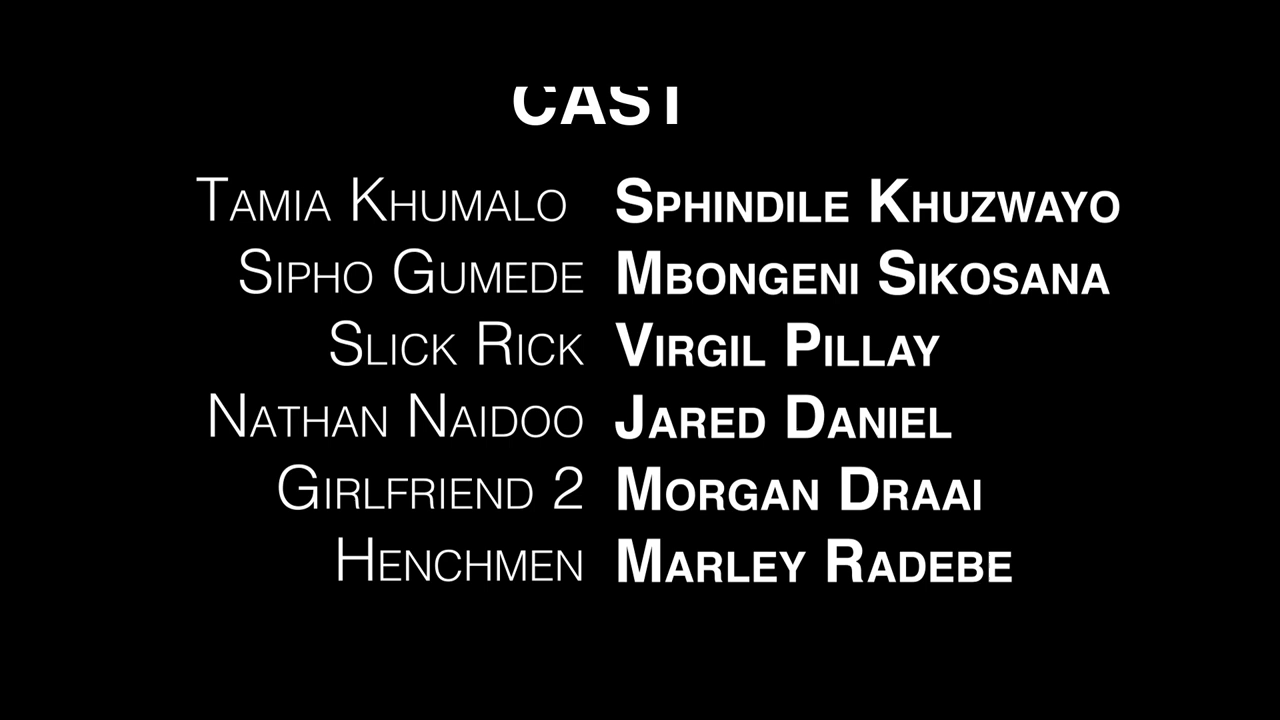 CAST
Tamia Khumalo Sphindile Khuzwayo
Sipho Gumede Mbongeni Sikosana
Slick Rick Virgil Pillay
Nathan Naidoo Jared Daniel
Girlfriend 2 Morgan Draai
Henchmen Marley Radebe